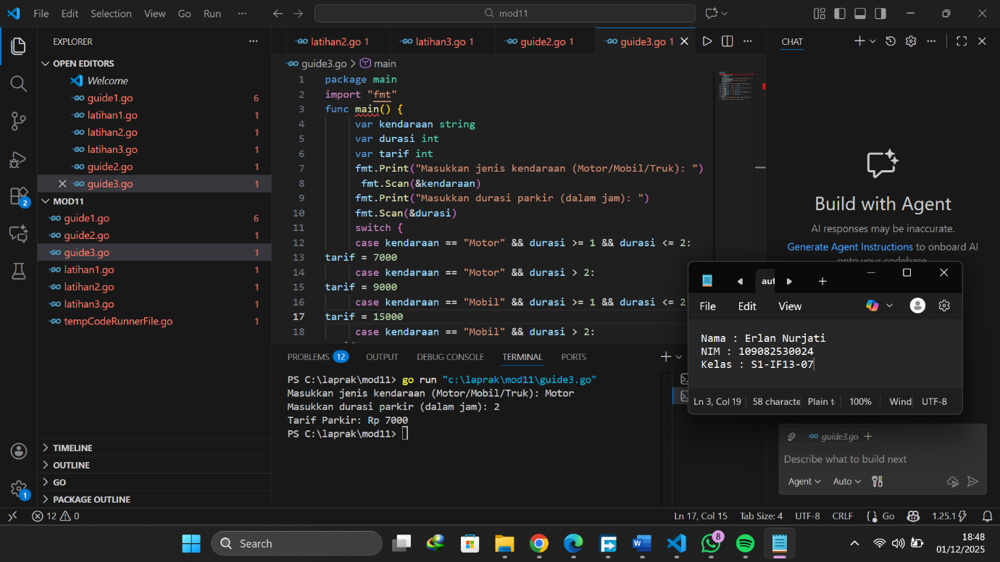 File Edit Selection View Go Run ··· mod11
EXPLORER ···
OPEN EDITORS
Welcome
guide1.go 6
latihan1.go 1
latihan2.go 1
latihan3.go 1
guide2.go 1
guide3.go 1
MOD11
guide1.go 6
guide2.go 1
guide3.go 1
latihan1.go 1
latihan2.go 1
latihan3.go 1
tempCodeRunnerFile.go 1
TIMELINE
OUTLINE
GO
PACKAGE OUTLINE
2
1
latihan2.go 1 latihan3.go 1 guide2.go 1 guide3.go 1
guide3.go > main
1 package main
2 import "fmt"
3 func main() {
4 var kendaraan string
5 var durasi int
6 var tarif int
7 fmt.Print("Masukkan jenis kendaraan (Motor/Mobil/Truk): ")
8 fmt.Scan(&kendaraan)
9 fmt.Print("Masukkan durasi parkir (dalam jam): ")
10 fmt.Scan(&durasi)
11 switch {
12 case kendaraan == "Motor" && durasi >= 1 && durasi <= 2:
13 tarif = 7000
14 case kendaraan == "Motor" && durasi > 2:
15 tarif = 9000
16 case kendaraan == "Mobil" && durasi >= 1 && durasi <= 2:
17 tarif = 15000
18 case kendaraan == "Mobil" && durasi > 2:
PROBLEMS 12 OUTPUT DEBUG CONSOLE TERMINAL PORTS
PS C:\laprak\mod11> go run "c:\laprak\mod11\guide3.go"
Masukkan jenis kendaraan (Motor/Mobil/Truk): Motor
Masukkan durasi parkir (dalam jam): 2
Tarif Parkir: Rp 7000
PS C:\laprak\mod11>
CHAT
Build with Agent
AI responses may be inaccurate.
Generate Agent Instructions to onboard AI
onto your codebase.
aut
File Edit View
Nama : Erlan Nurjati
NIM : 109082530024
Kelas : S1-IF13-07
Ln 3, Col 19 58 characte Plain t 100% Wind UTF-8
guide3.go
Describe what to build next
Agent Auto
12 0 Ln 17, Col 15 Tab Size: 4 UTF-8 CRLF Go 1.25.1
Search 8
18:48
01/12/2025